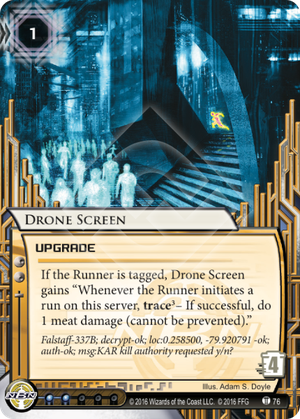 1
DRONE SCREEN
UPGRADE
If the Runner is tagged, Drone Screen
gains “Whenever the Runner initiates a
run on this server, trace³– If successful, do
1 meat damage (cannot be prevented).”
Falstaff-337B; decrypt-ok; loc:0.258500, -79.920791 -ok;
auth-ok; msg:KAR kill authority requested y/n?
4
Illus. Adam S. Doyle
NBN
© 2016 Wizards of the Coast LLC. © 2016 FFG
76